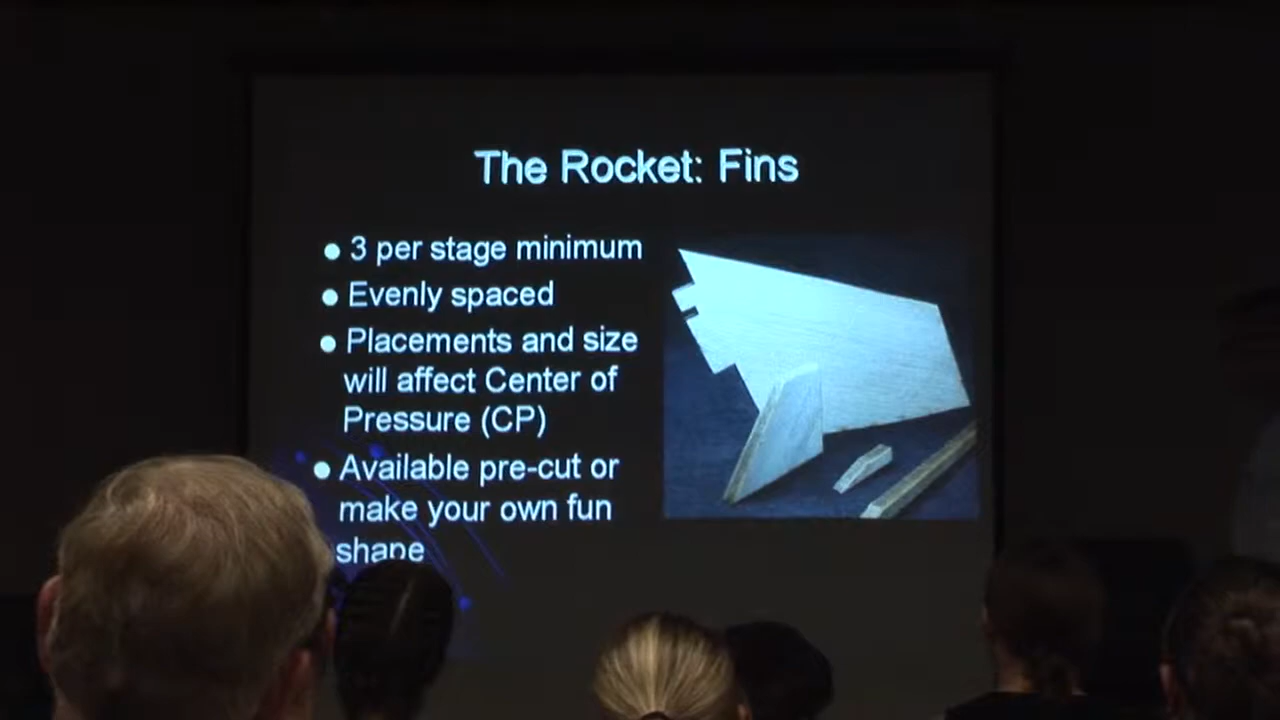 The Rocket: Fins
● 3 per stage minimum
● Evenly spaced
● Placements and size
will affect Center of
Pressure (CP)
● Available pre-cut or
make your own fun
shape